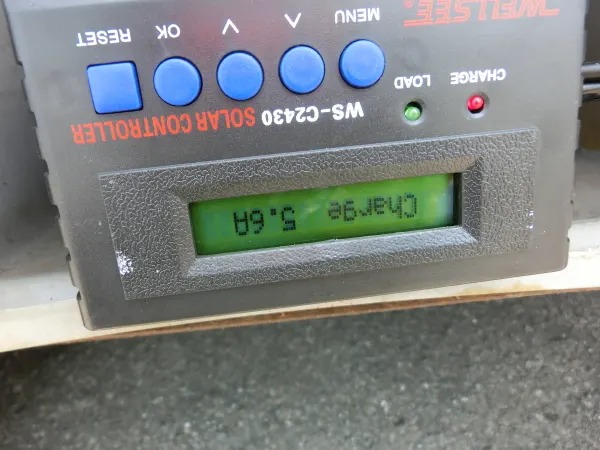 Charge 5.6A
CHARGE LOAD
WS-C2430 SOLAR CONTROLLER
MENU ∧ ∨ OK RESET
WELLSEE®